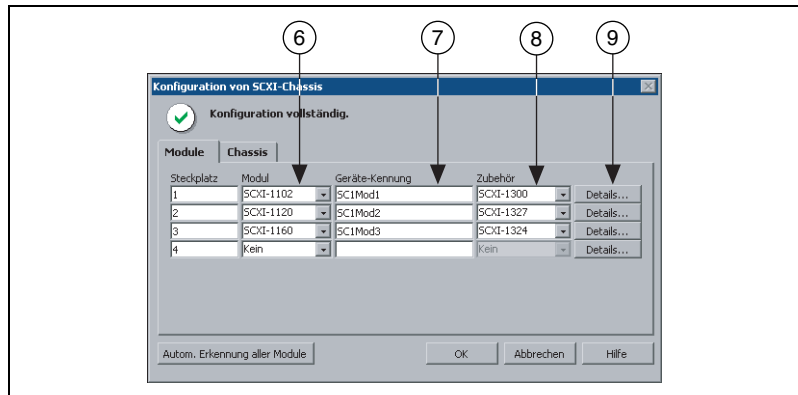 6 7 8 9
Konfiguration von SCXI-Chassis
Konfiguration vollständig.
Module Chassis
Steckplatz Modul Geräte-Kennung Zubehör
1 SCXI-1102 SC1Mod1 SCXI-1300 Details...
2 SCXI-1120 SC1Mod2 SCXI-1327 Details...
3 SCXI-1160 SC1Mod3 SCXI-1324 Details...
4 Kein Kein Details...
Autom. Erkennung aller Module OK Abbrechen Hilfe